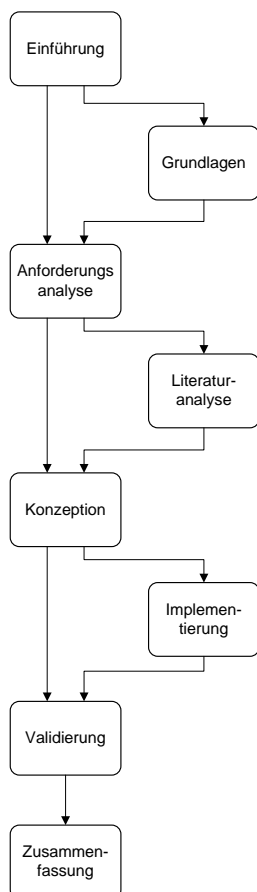 Einführung
Grundlagen
Anforderungs
analyse
Literatur-
analyse
Konzeption
Implemen-
tierung
Validierung
Zusammen-
fassung